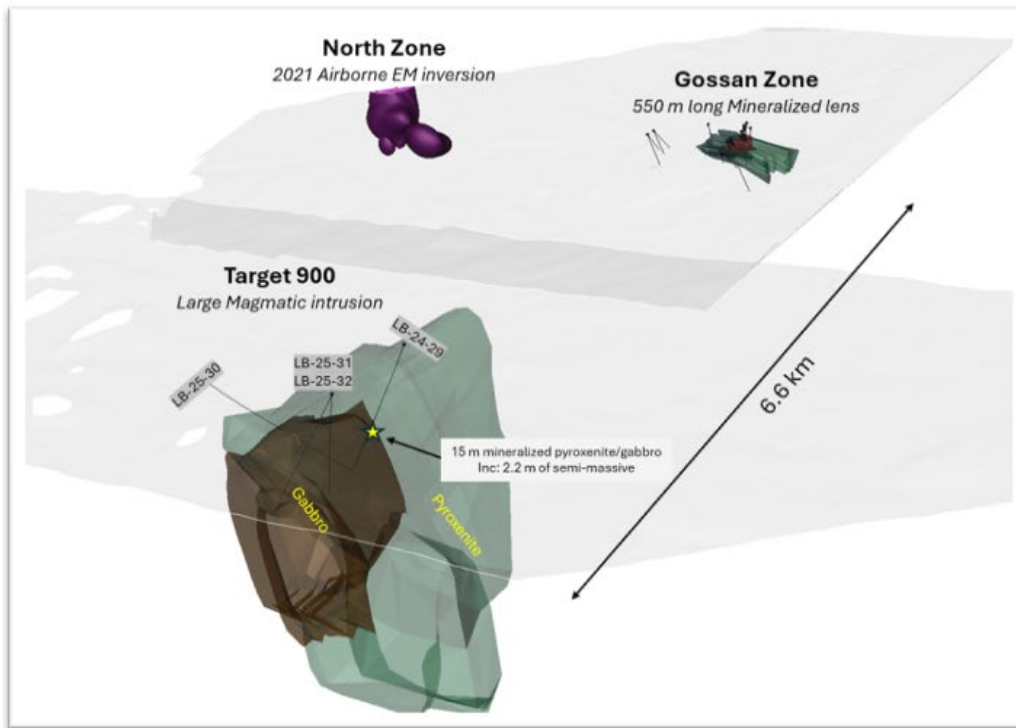 North Zone
2021 Airborne EM inversion
Gossan Zone
550 m long Mineralized lens
Target 900
Large Magmatic intrusion
LB-24-29
LB-25-31
LB-25-32
LB-25-30
6.6 km
15 m mineralized pyroxenite/gabbro
Inc: 2.2 m of semi-massive
Gabbro
Pyroxenite